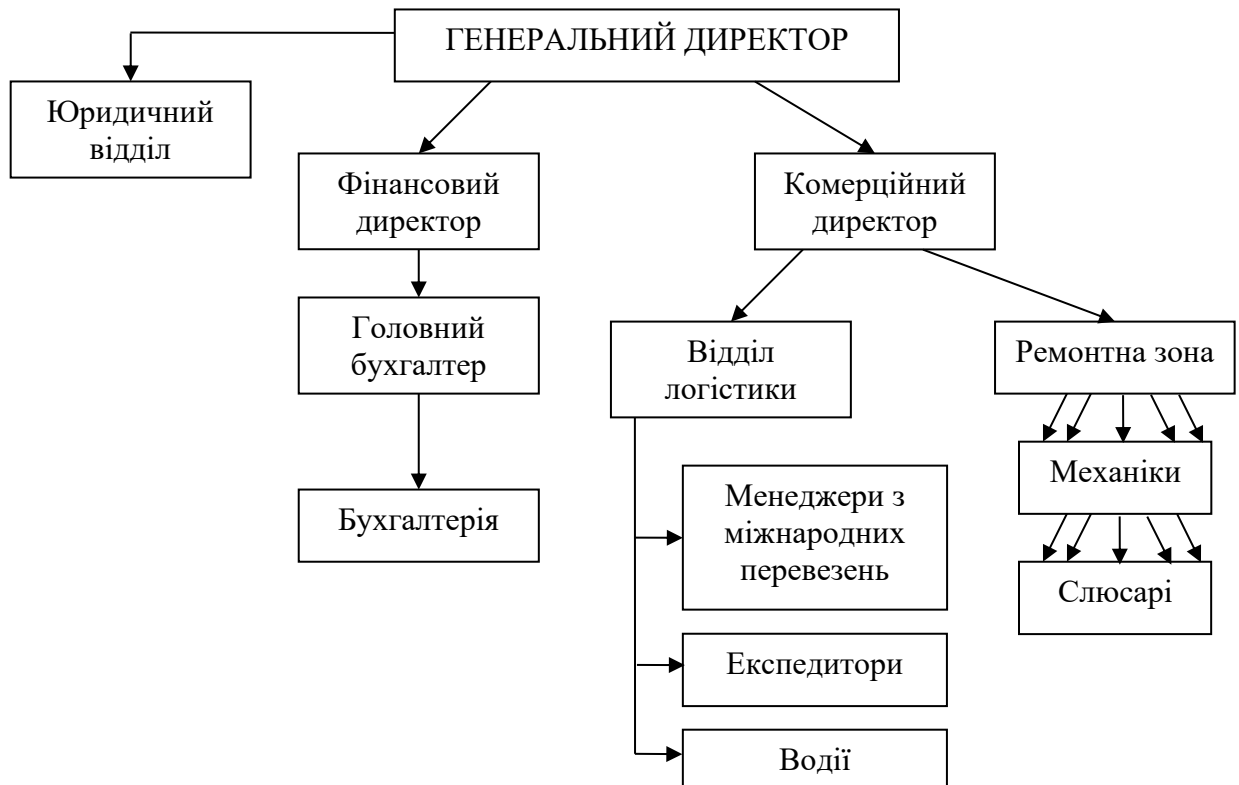 ГЕНЕРАЛЬНИЙ ДИРЕКТОР
Юридичний
відділ
Фінансовий
директор
Комерційний
директор
Головний
бухгалтер
Відділ
логістики
Ремонтна зона
Бухгалтерія
Механіки
Менеджери з
міжнародних
перевезень
Слюсарі
Експедитори
Водії